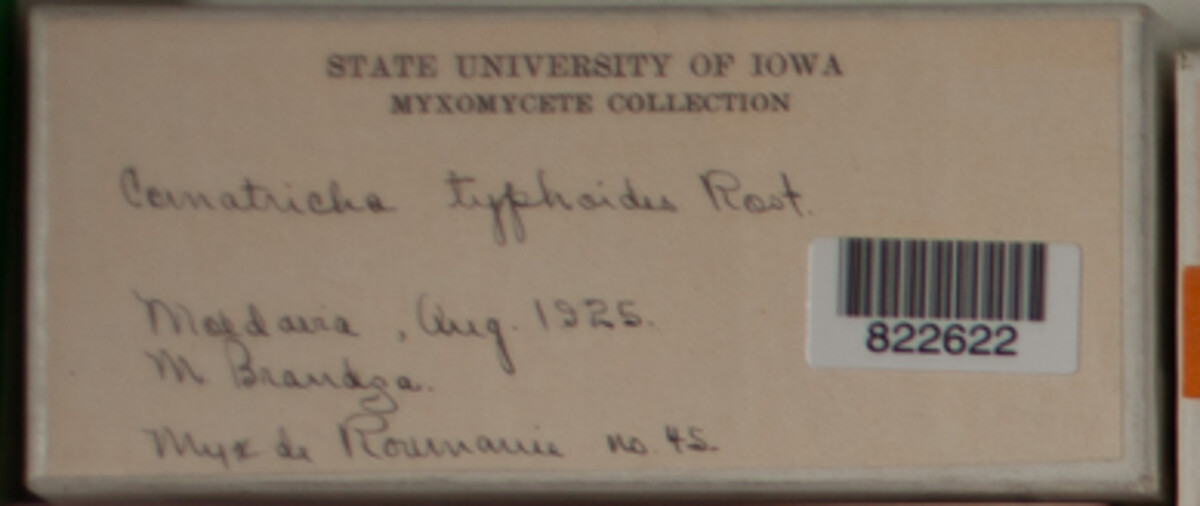 STATE UNIVERSITY OF IOWA
MYXOMYCETE COLLECTION
Comatricha typhoides Rost.
Moldavia, Aug. 1925.
M Brandza.
Myx de Roumanie no. 45.
822622